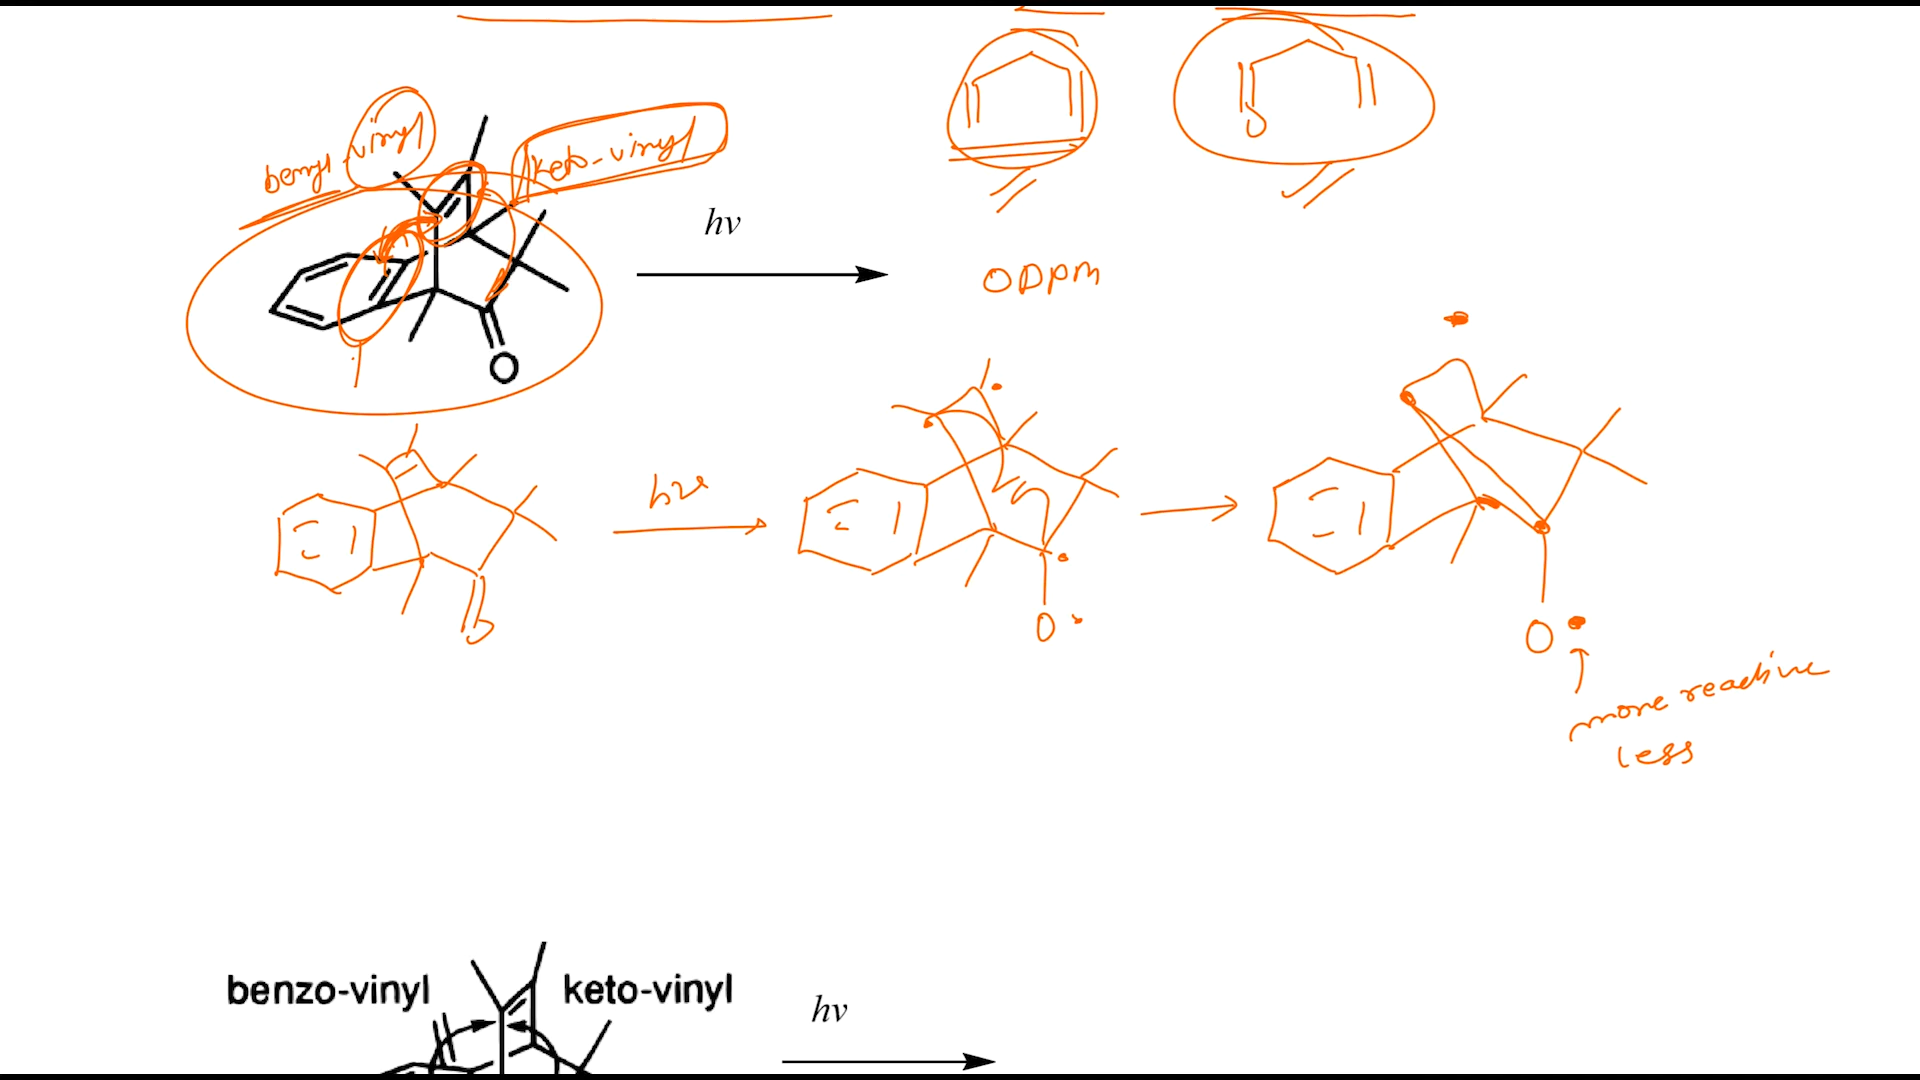 benzyl-vinyl
keto-vinyl
hν
O
O
ODPM
hν
O
O
O
more reactive
less
benzo-vinyl
keto-vinyl
hν